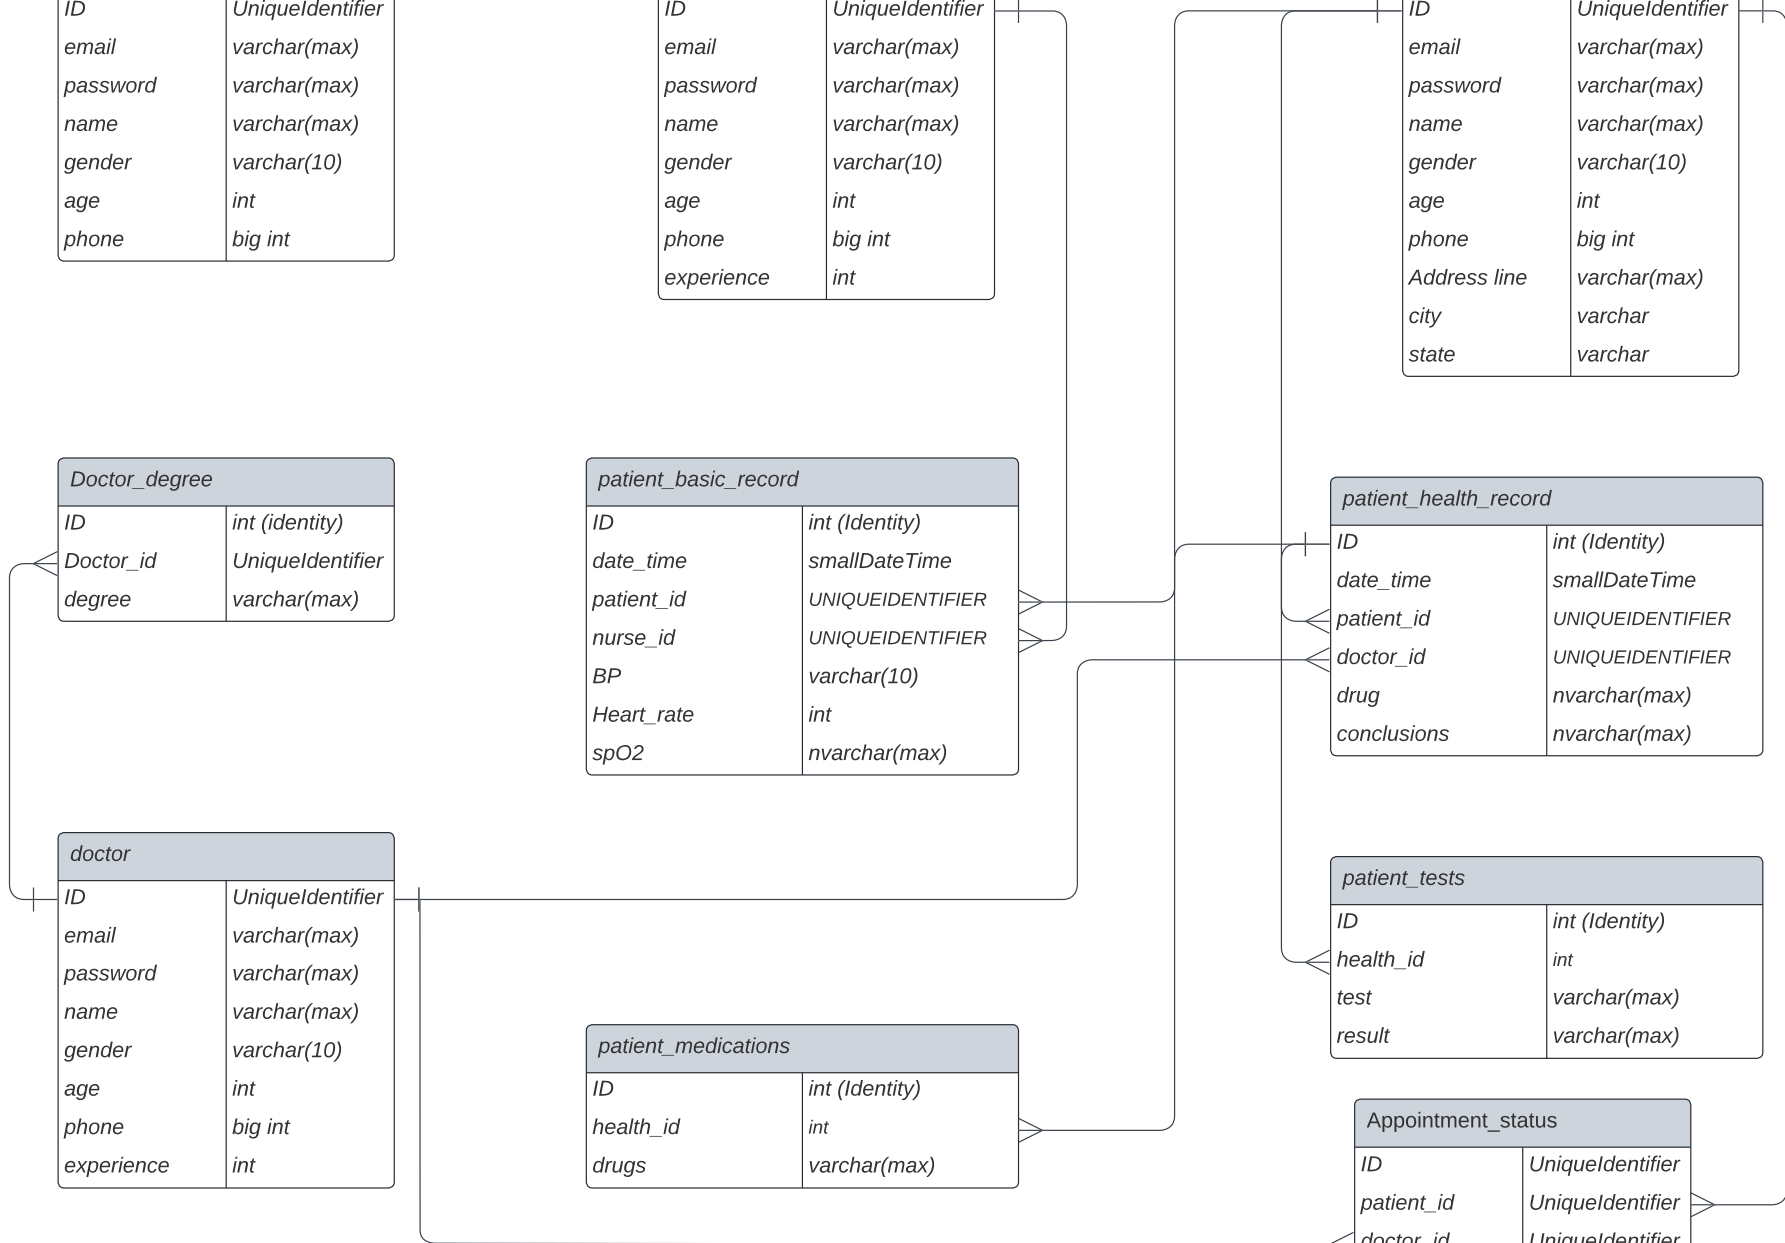 ID UniqueIdentifier
email varchar(max)
password varchar(max)
name varchar(max)
gender varchar(10)
age int
phone big int
ID UniqueIdentifier
email varchar(max)
password varchar(max)
name varchar(max)
gender varchar(10)
age int
phone big int
experience int
ID UniqueIdentifier
email varchar(max)
password varchar(max)
name varchar(max)
gender varchar(10)
age int
phone big int
Address line varchar(max)
city varchar
state varchar
Doctor_degree
ID int (identity)
Doctor_id UniqueIdentifier
degree varchar(max)
patient_basic_record
ID int (Identity)
date_time smallDateTime
patient_id UNIQUEIDENTIFIER
nurse_id UNIQUEIDENTIFIER
BP varchar(10)
Heart_rate int
spO2 nvarchar(max)
patient_health_record
ID int (Identity)
date_time smallDateTime
patient_id UNIQUEIDENTIFIER
doctor_id UNIQUEIDENTIFIER
drug nvarchar(max)
conclusions nvarchar(max)
doctor
ID UniqueIdentifier
email varchar(max)
password varchar(max)
name varchar(max)
gender varchar(10)
age int
phone big int
experience int
patient_medications
ID int (Identity)
health_id int
drugs varchar(max)
patient_tests
ID int (Identity)
health_id int
test varchar(max)
result varchar(max)
Appointment_status
ID UniqueIdentifier
patient_id UniqueIdentifier
doctor_id UniqueIdentifier